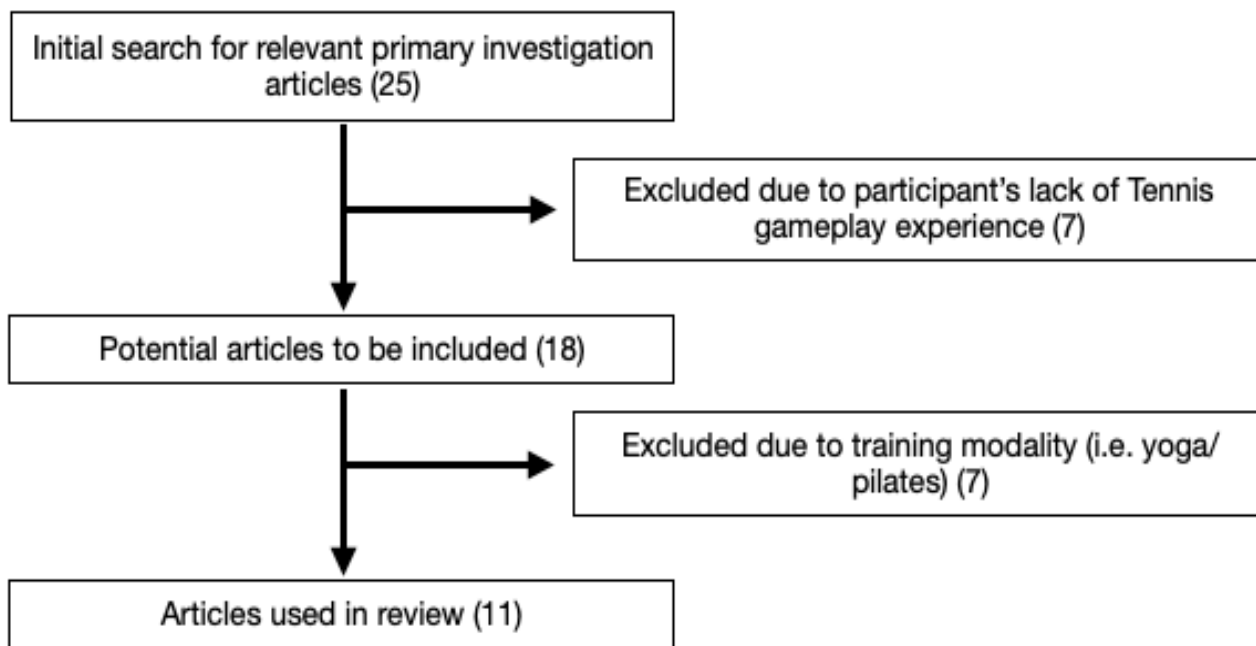 Initial search for relevant primary investigation
articles (25)
Excluded due to participant's lack of Tennis
gameplay experience (7)
Potential articles to be included (18)
Excluded due to training modality (i.e. yoga/
pilates) (7)
Articles used in review (11)